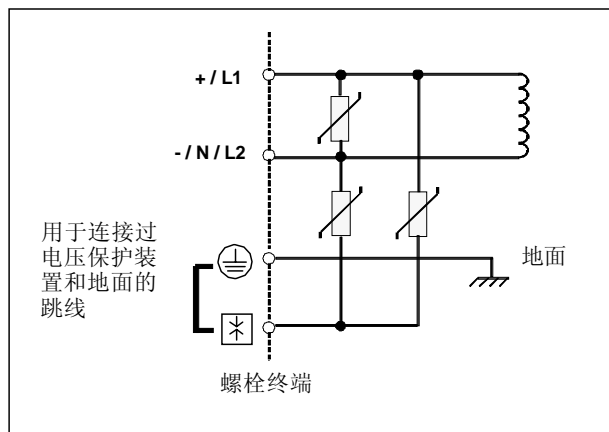 + / L1
- / N / L2
用于连接过
电压保护装
置和地面的
跳线
地面
螺栓终端